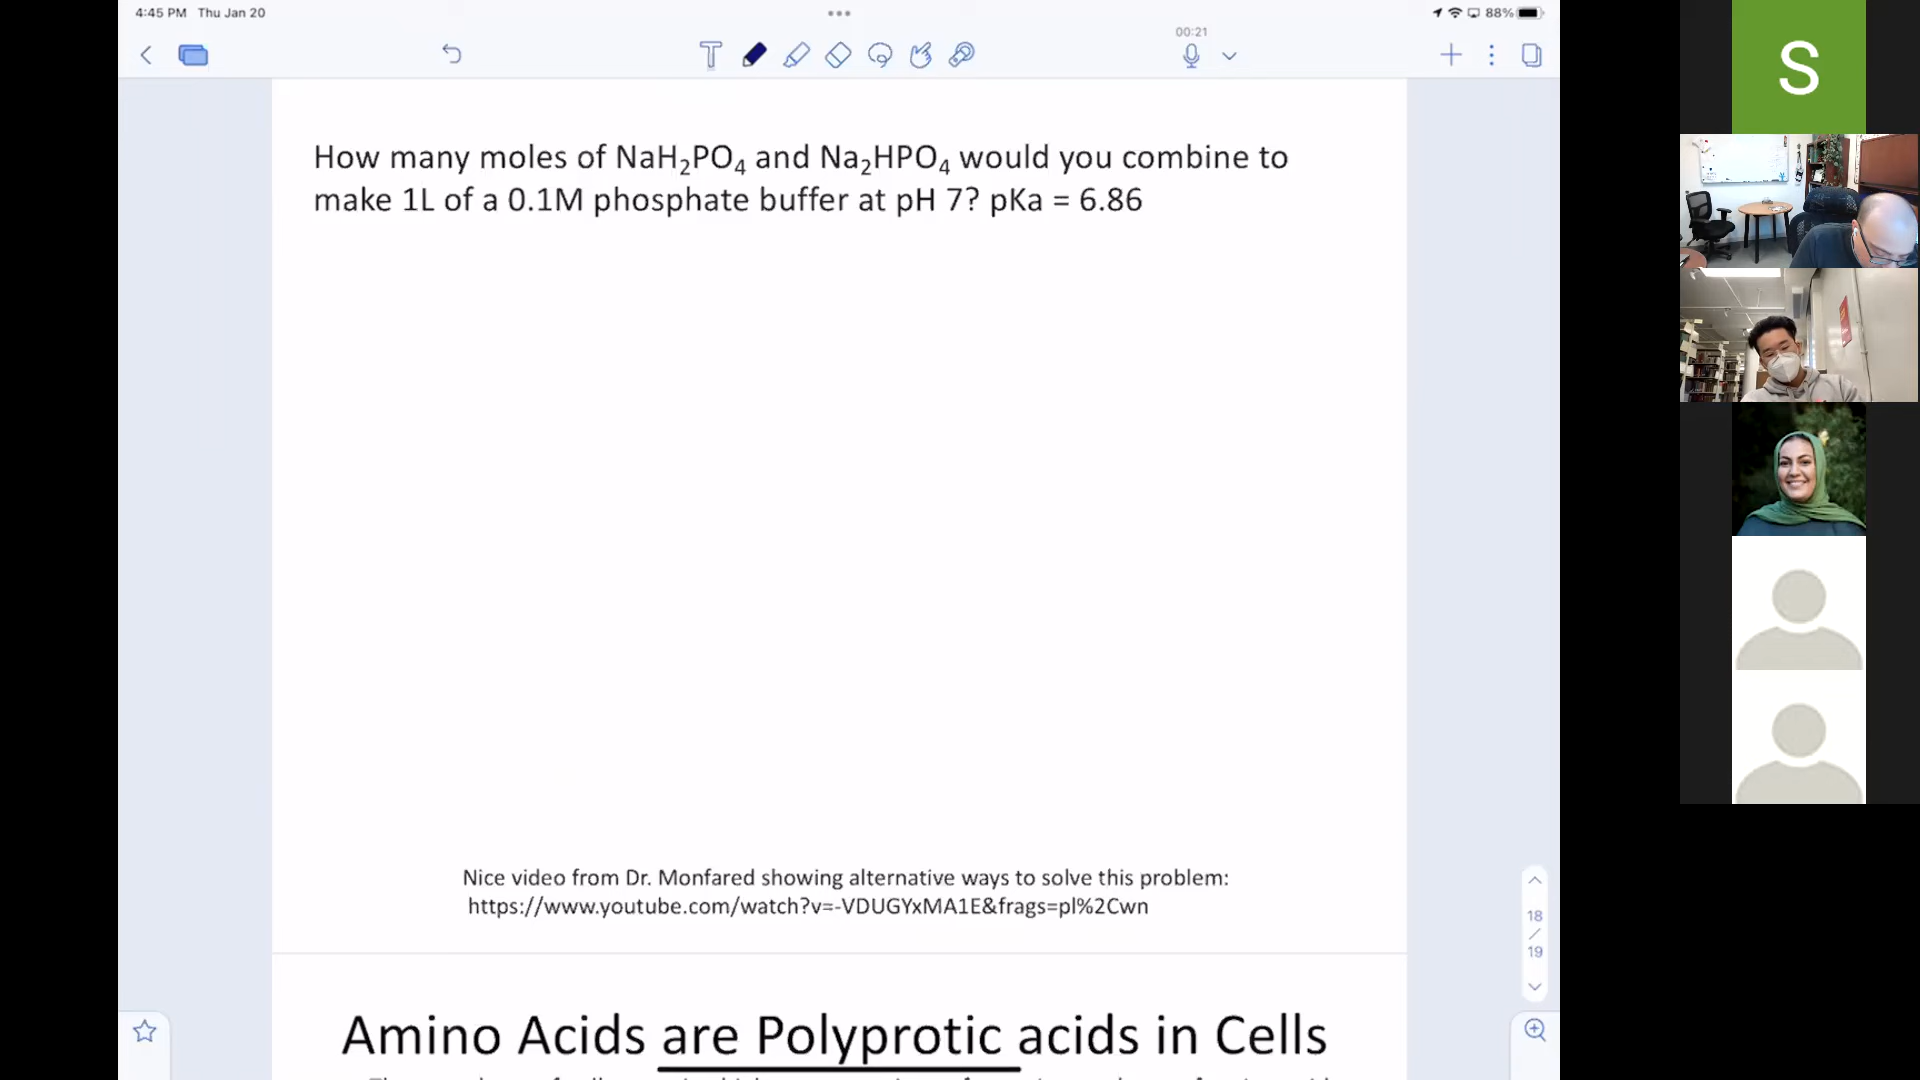 4:45 PM Thu Jan 20
88%
00:21
S
How many moles of NaH₂PO₄ and Na₂HPO₄ would you combine to
make 1L of a 0.1M phosphate buffer at pH 7? pKa = 6.86
Nice video from Dr. Monfared showing alternative ways to solve this problem:
https://www.youtube.com/watch?v=-VDUGYxMA1E&frags=pl%2Cwn
18
/
19
Amino Acids are Polyprotic acids in Cells